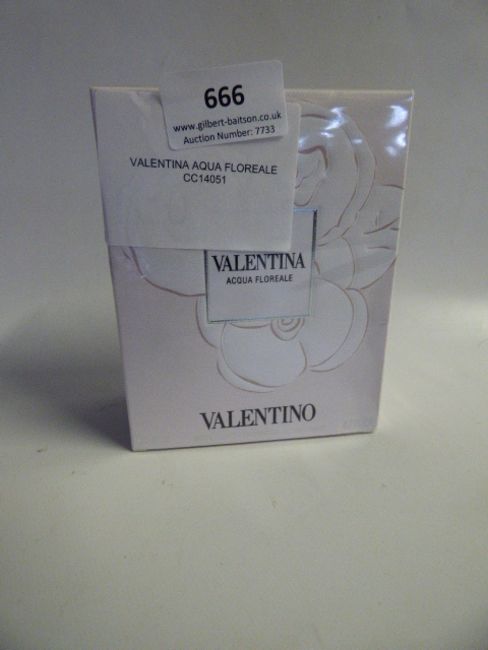 666
www.gilbert-baitson.co.uk
Auction Number: 7733
VALENTINA AQUA FLOREALE
CC14051
VALENTINA
ACQUA FLOREALE
VALENTINO